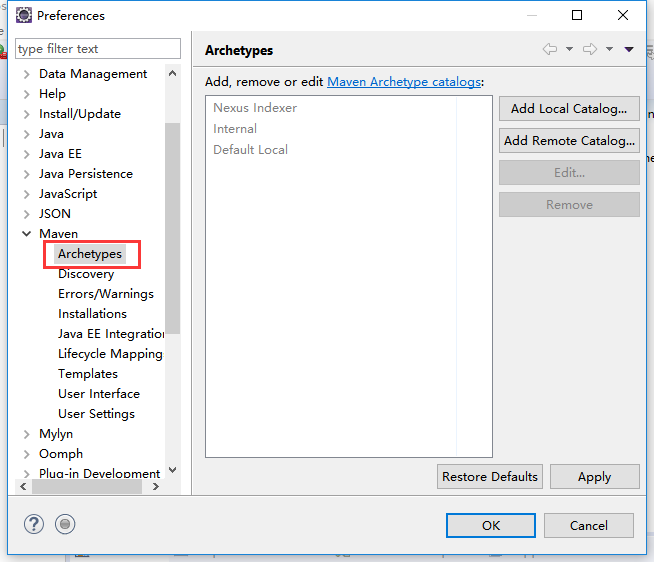 Preferences
type filter text
Data Management
Help
Install/Update
Java
Java EE
Java Persistence
JavaScript
JSON
Maven
Archetypes
Discovery
Errors/Warnings
Installations
Java EE Integration
Lifecycle Mapping
Templates
User Interface
User Settings
Mylyn
Oomph
Plug-in Development
Archetypes
Add, remove or edit Maven Archetype catalogs:
Nexus Indexer
Internal
Default Local
Add Local Catalog...
Add Remote Catalog...
Edit...
Remove
Restore Defaults
Apply
OK
Cancel